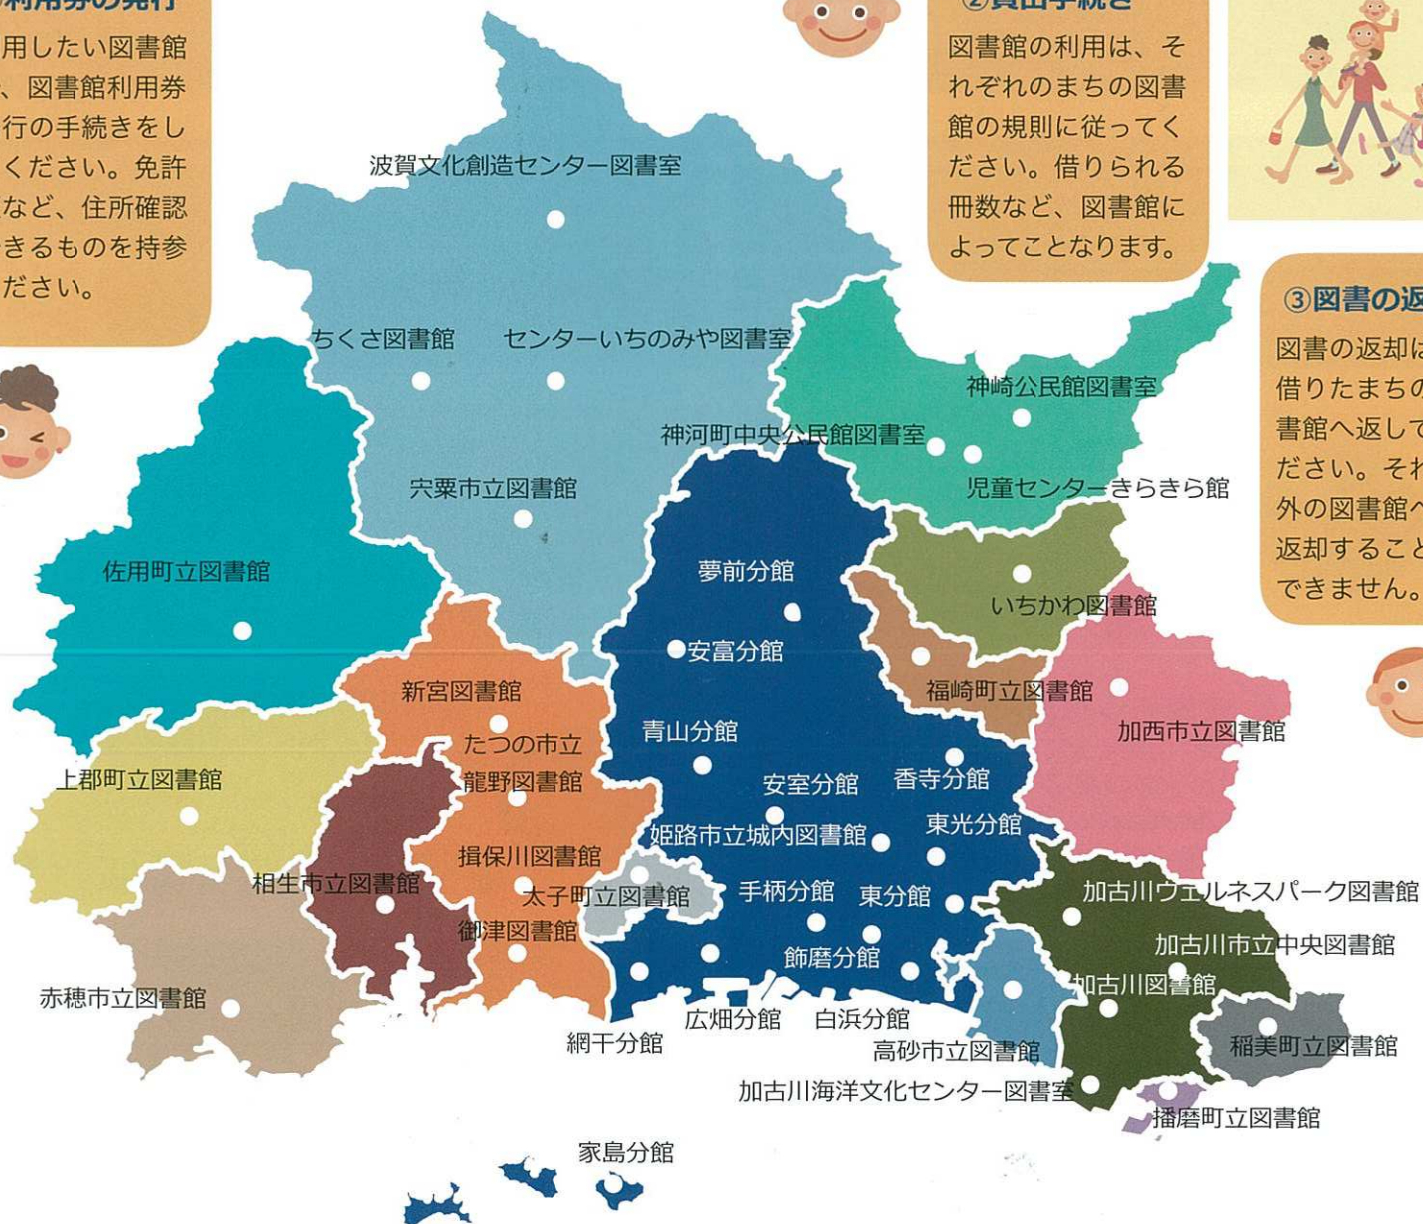 利用券の発行
用したい図書館
、図書館利用券
行の手続きをし
ください。免許
など、住所確認
きるものを持参
ださい。
②貸出手続き
図書館の利用は、そ
れぞれのまちの図書
館の規則に従ってく
ださい。借りられる
冊数など、図書館に
よってことなります。
③図書の返
図書の返却は
借りたまちの
書館へ返して
ださい。それ
外の図書館へ
返却すること
できません。
波賀文化創造センター図書室
ちくさ図書館
センターいちのみや図書室
神崎公民館図書室
神河町中央公民館図書室
宍粟市立図書館
児童センターきらきら館
佐用町立図書館
夢前分館
いちかわ図書館
安富分館
新宮図書館
福崎町立図書館
青山分館
加西市立図書館
たつの市立
龍野図書館
上郡町立図書館
安室分館
香寺分館
姫路市立城内図書館
東光分館
揖保川図書館
相生市立図書館
太子町立図書館
手柄分館
東分館
加古川ウェルネスパーク図書館
御津図書館
飾磨分館
加古川市立中央図書館
赤穂市立図書館
加古川図書館
網干分館
広畑分館
白浜分館
高砂市立図書館
稲美町立図書館
加古川海洋文化センター図書室
播磨町立図書館
家島分館